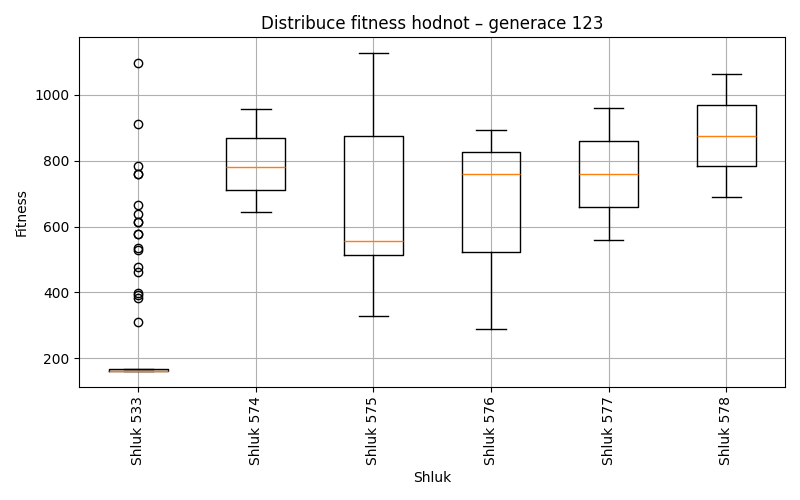 Distribuce fitness hodnot – generace 123
Fitness
1000
800
600
400
200
Shluk 533
Shluk 574
Shluk 575
Shluk 576
Shluk 577
Shluk 578
Shluk